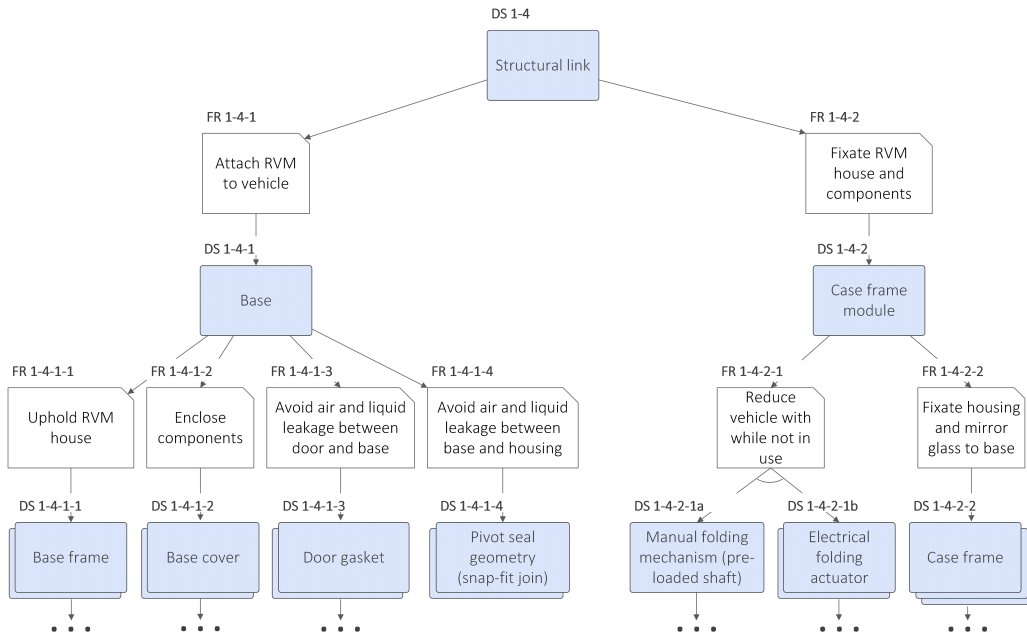 DS 1-4
Structural link
FR 1-4-1
FR 1-4-2
Attach RVM
to vehicle
Fixate RVM
house and
components
DS 1-4-1
DS 1-4-2
Base
Case frame
module
FR 1-4-1-1
FR 1-4-1-2
FR 1-4-1-3
FR 1-4-1-4
FR 1-4-2-1
FR 1-4-2-2
Uphold RVM
house
Enclose
components
Avoid air and liquid
leakage between
door and base
Avoid air and liquid
leakage between
base and housing
Reduce
vehicle with
while not in
use
Fixate housing
and mirror
glass to base
DS 1-4-1-1
DS 1-4-1-2
DS 1-4-1-3
DS 1-4-1-4
DS 1-4-2-1a
DS 1-4-2-1b
DS 1-4-2-2
Base frame
Base cover
Door gasket
Pivot seal
geometry
(snap-fit join)
Manual folding
mechanism (pre-
loaded shaft)
Electrical
folding
actuator
Case frame